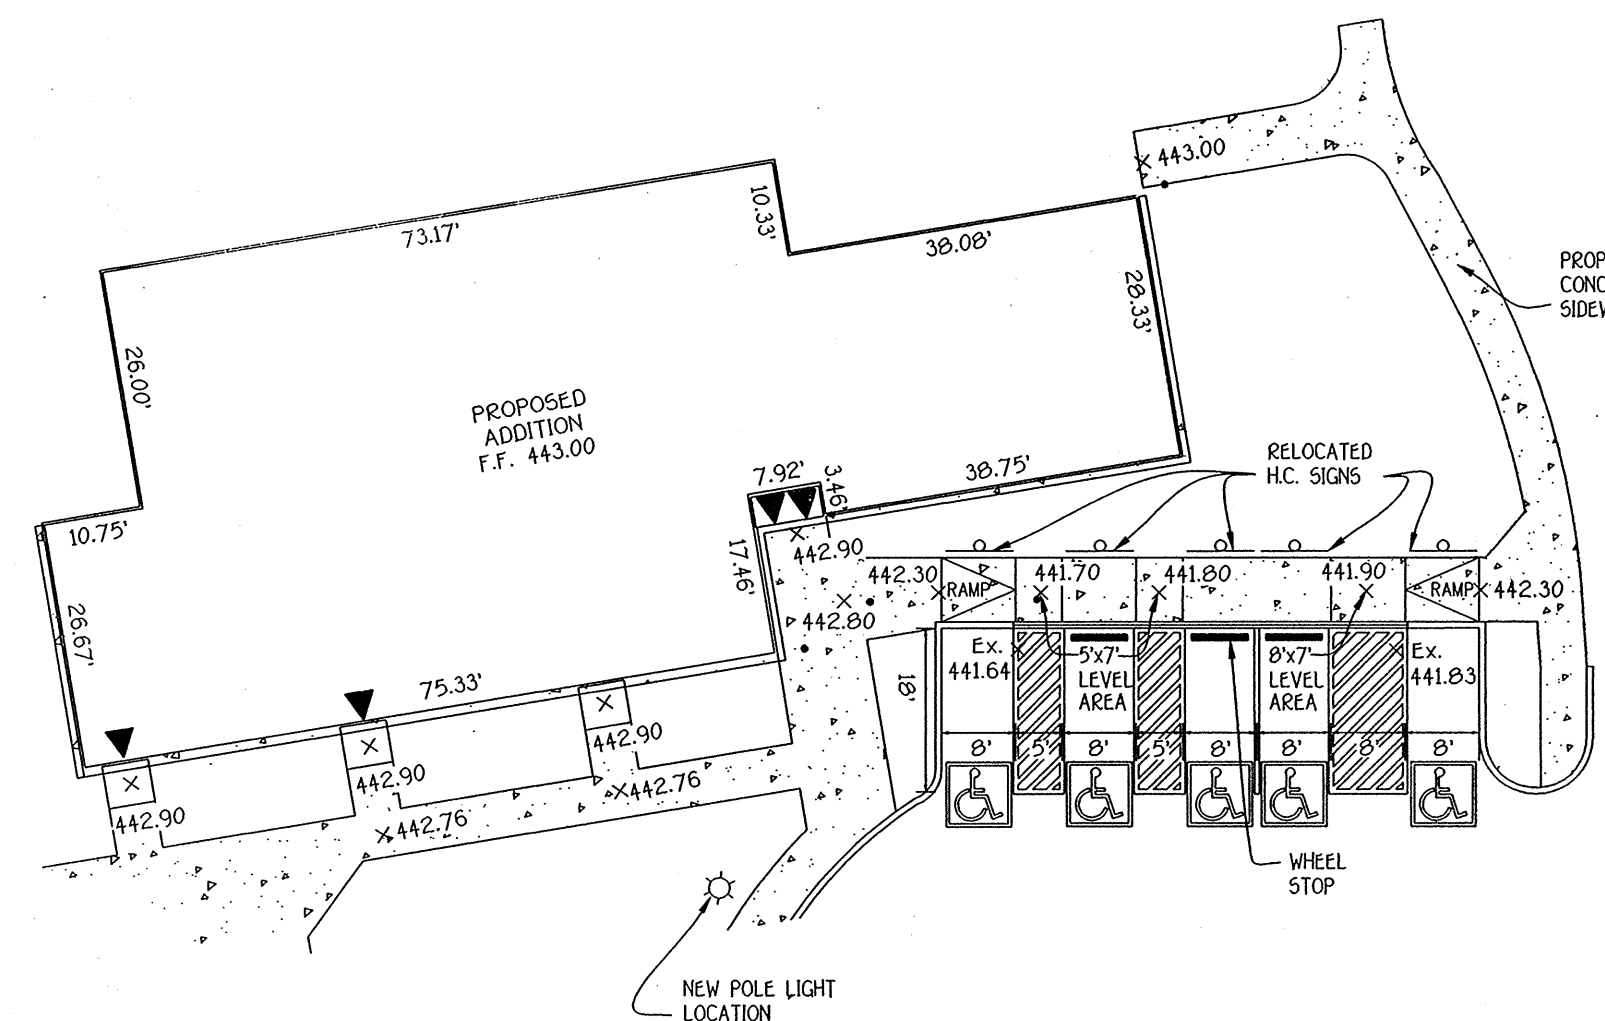 443.00
10.33'
73.17'
38.08'
28.33'
26.00'
PROPOSED
ADDITION
F.F. 443.00
CONC
RELOCATED
H.C. SIGNS
7.92'
3.46'
38.75'
10.75'
17.46'
442.90
442.30
441.70
441.80
441.90
RAMP
RAMP
442.30
442.80
26.67'
Ex.
441.64
5'x7'
LEVEL
AREA
8'x7'
LEVEL
AREA
Ex.
441.83
18'
75.33'
8'
5'
8'
5'
8'
8'
8'
8'
442.90
442.90
442.90
442.76
442.76
WHEEL
STOP
NEW POLE LIGHT
LOCATION